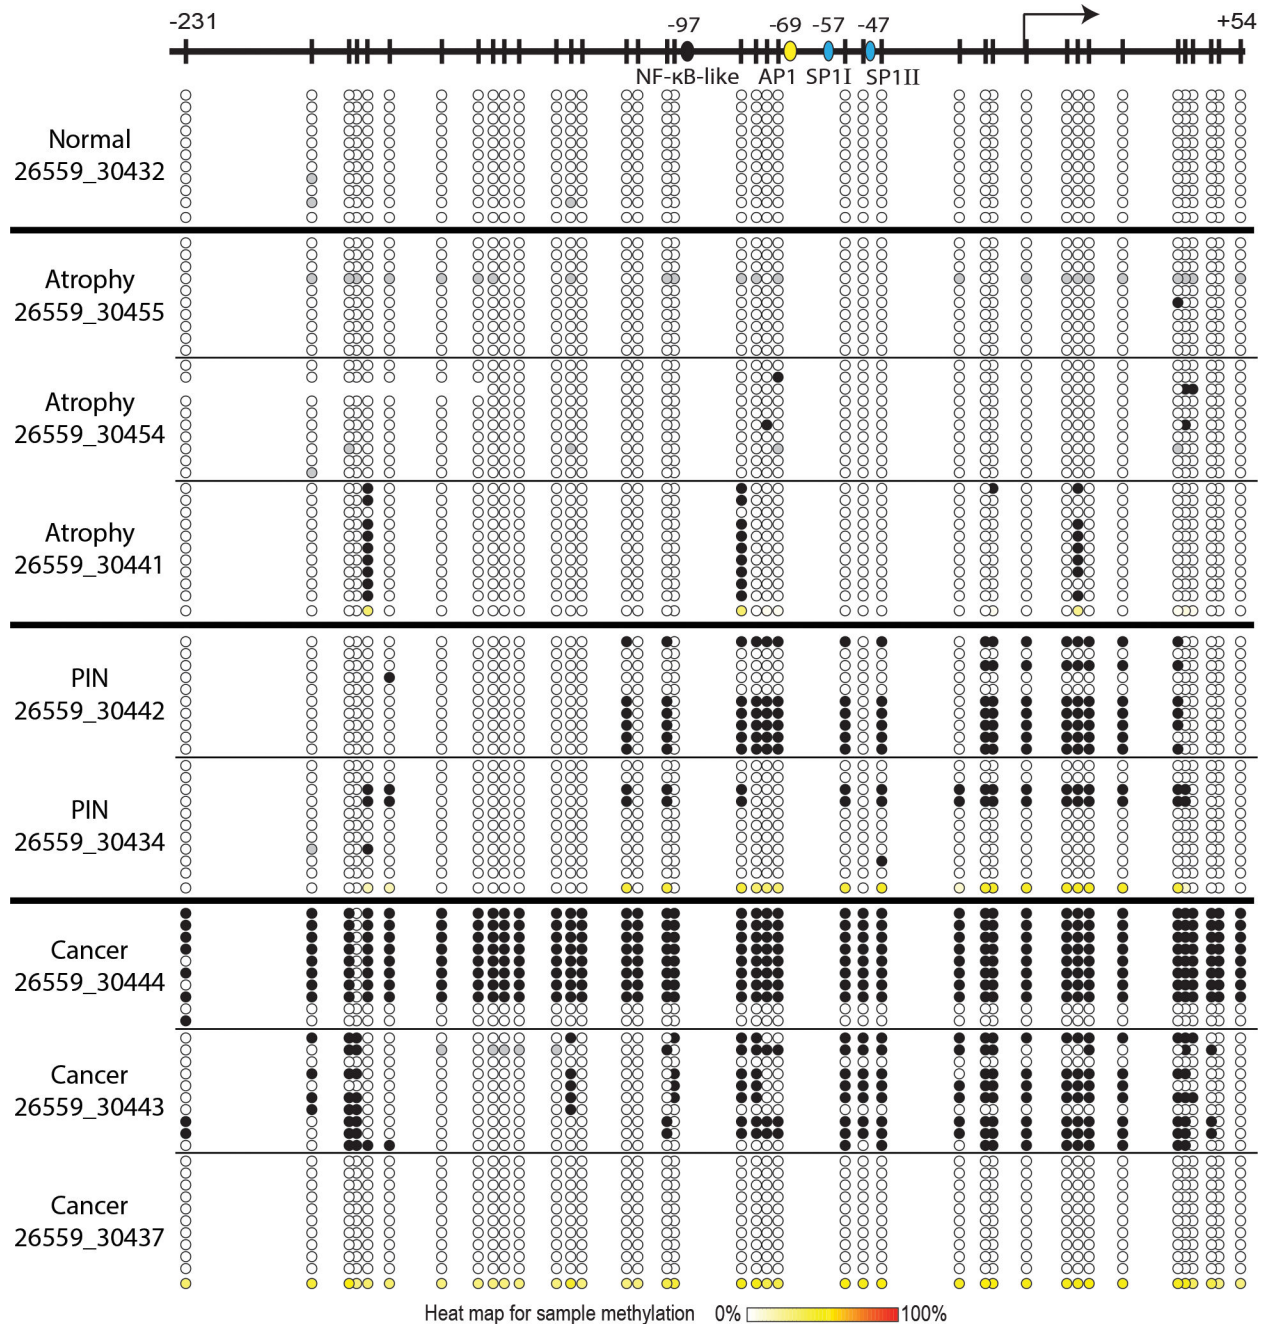 -231 -97 -69 -57 -47 +54
NF-κB-like AP1 SP1I SP1II
Normal
26559_30432
Atrophy
26559_30455
Atrophy
26559_30454
Atrophy
26559_30441
PIN
26559_30442
PIN
26559_30434
Cancer
26559_30444
Cancer
26559_30443
Cancer
26559_30437
Heat map for sample methylation 0% 100%